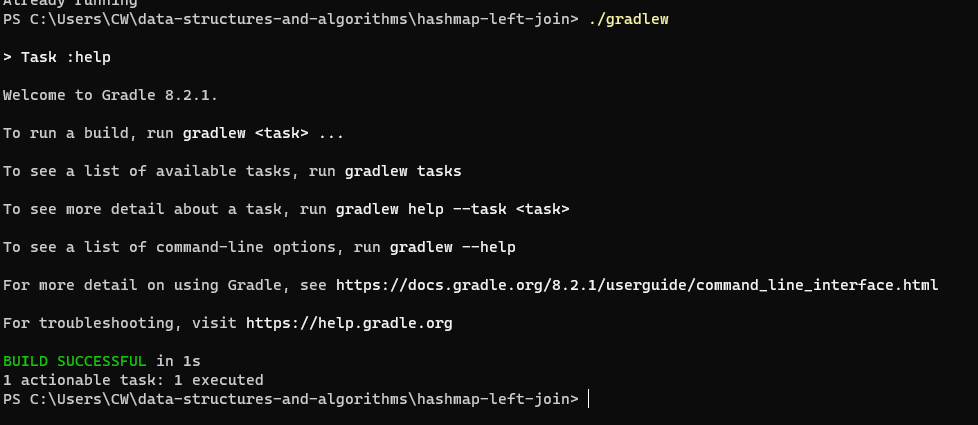 Already running
PS C:\Users\CW\data-structures-and-algorithms\hashmap-left-join> ./gradlew
> Task :help
Welcome to Gradle 8.2.1.
To run a build, run gradlew <task> ...
To see a list of available tasks, run gradlew tasks
To see more detail about a task, run gradlew help --task <task>
To see a list of command-line options, run gradlew --help
For more detail on using Gradle, see https://docs.gradle.org/8.2.1/userguide/command_line_interface.html
For troubleshooting, visit https://help.gradle.org
BUILD SUCCESSFUL in 1s
1 actionable task: 1 executed
PS C:\Users\CW\data-structures-and-algorithms\hashmap-left-join>